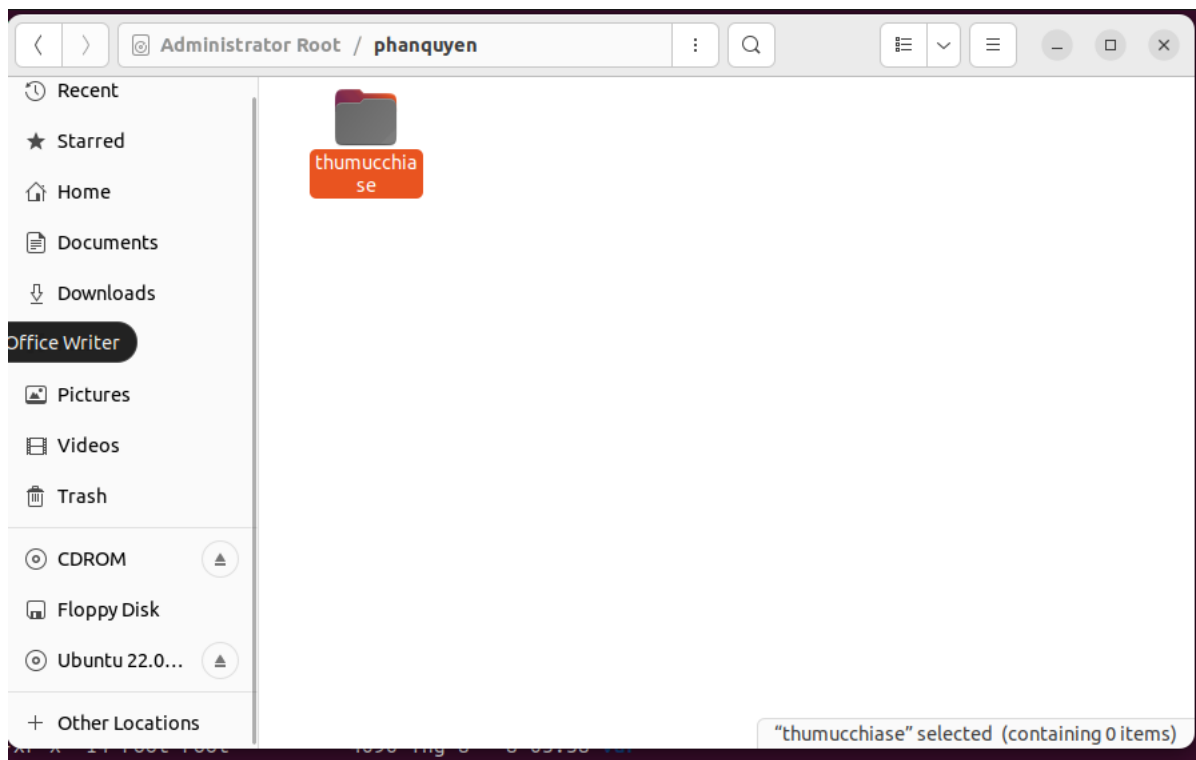 Administrator Root / phanquyen
Recent
Starred
Home
Documents
Downloads
Office Writer
Pictures
Videos
Trash
CDROM
Floppy Disk
Ubuntu 22.0...
Other Locations
thumucchia
se
“thumucchiase” selected (containing 0 items)